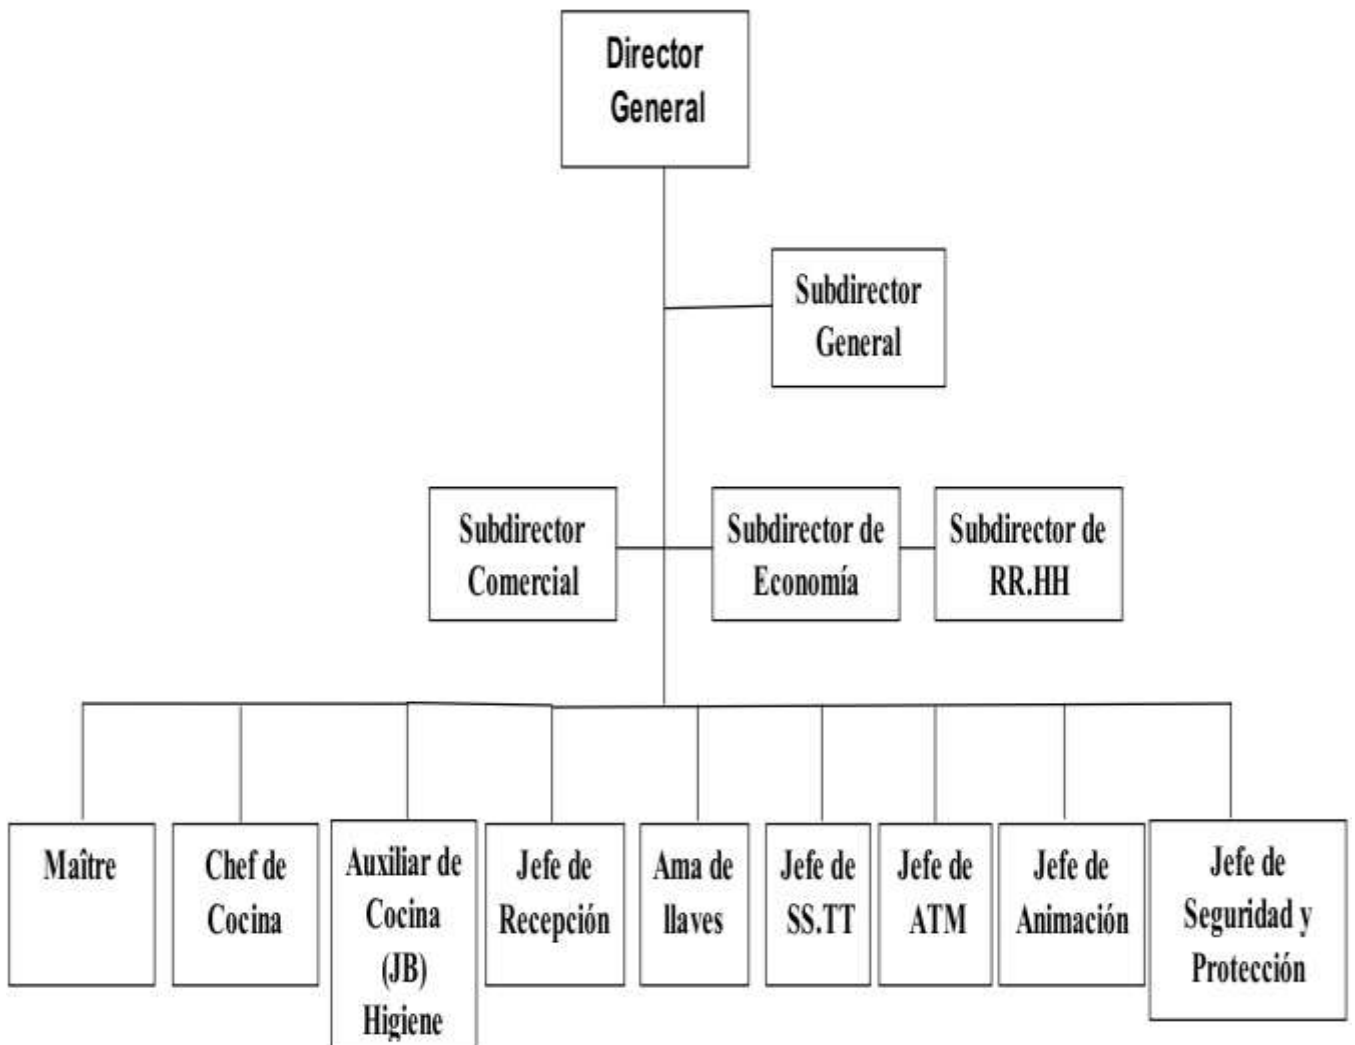 Director
General
Subdirector
General
Subdirector
Comercial
Subdirector de
Economía
Subdirector de
RR.HH
Maître
Chef de
Cocina
Auxiliar de
Cocina
(JB)
Higiene
Jefe de
Recepción
Ama de
llaves
Jefe de
SS.TT
Jefe de
ATM
Jefe de
Animación
Jefe de
Seguridad y
Protección